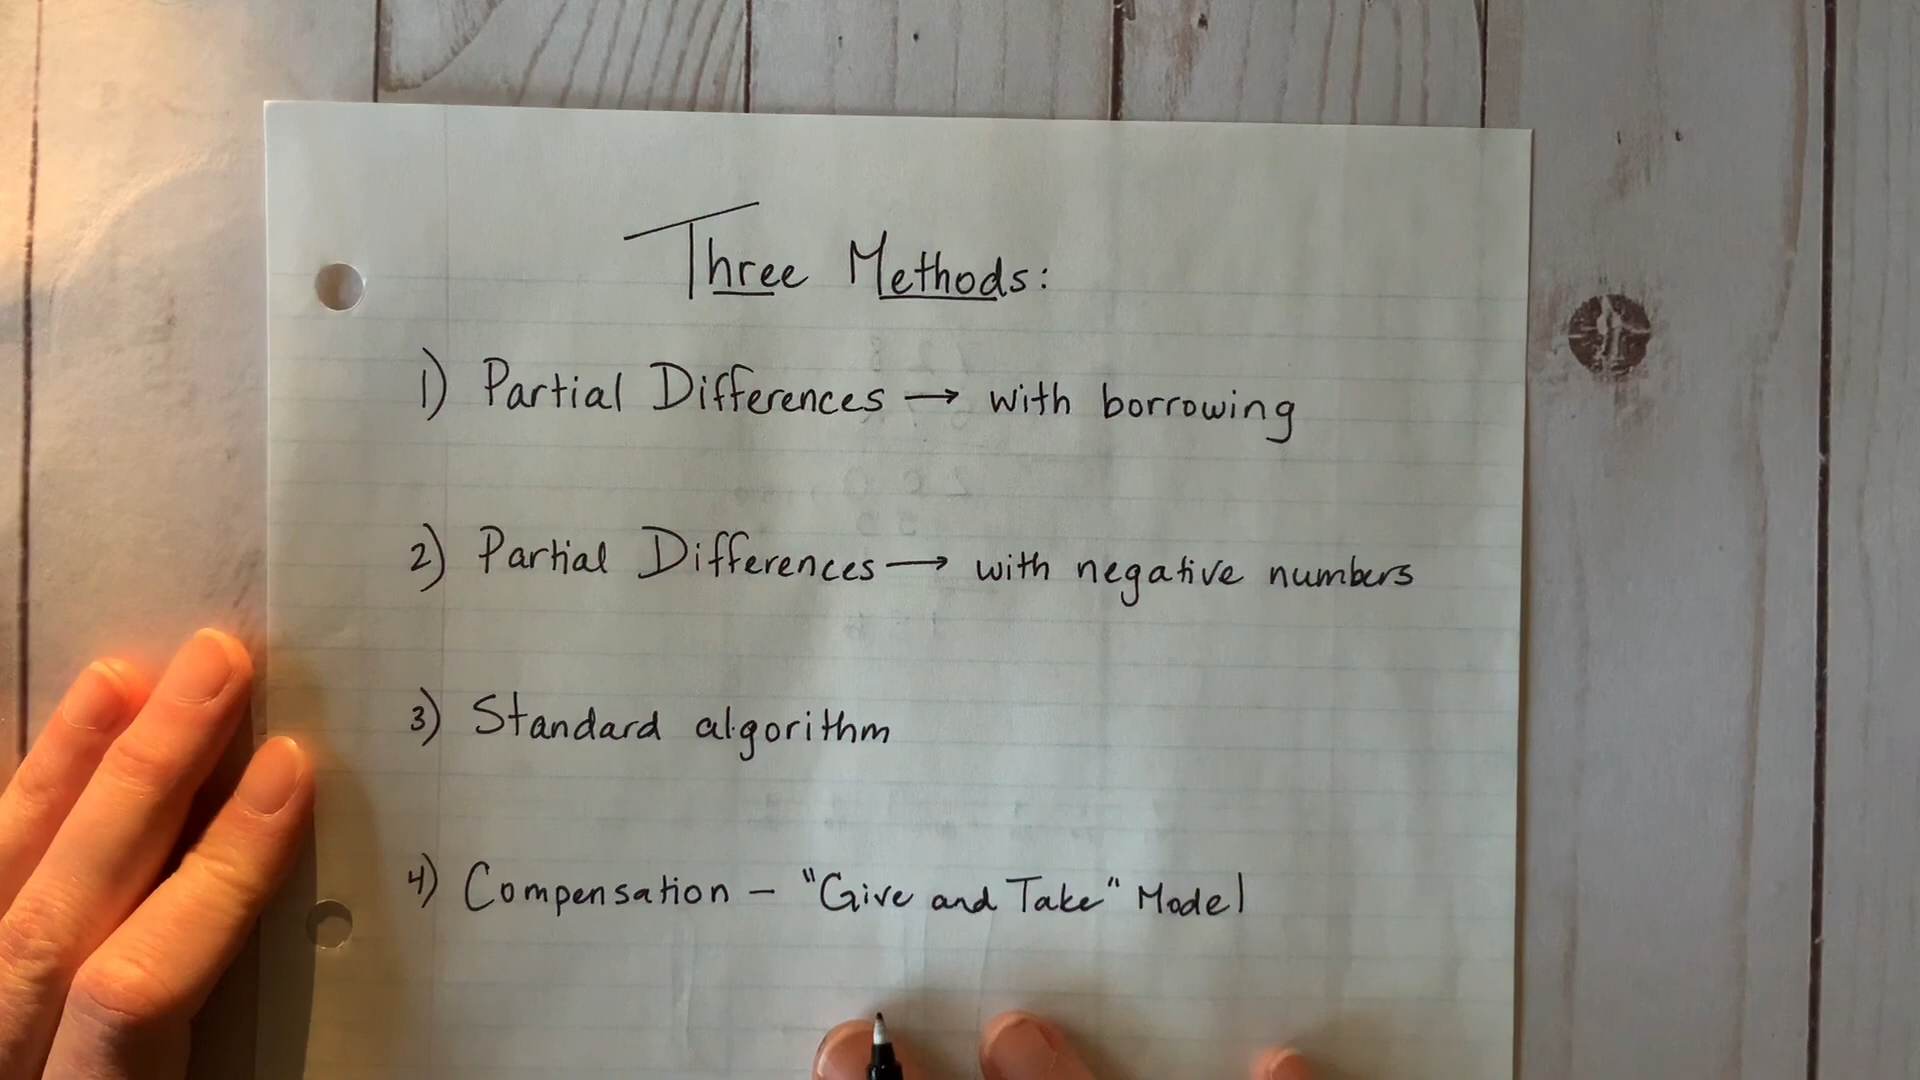 Three Methods:
1) Partial Differences → with borrowing
2) Partial Differences → with negative numbers
3) Standard algorithm
4) Compensation - "Give and Take" Model